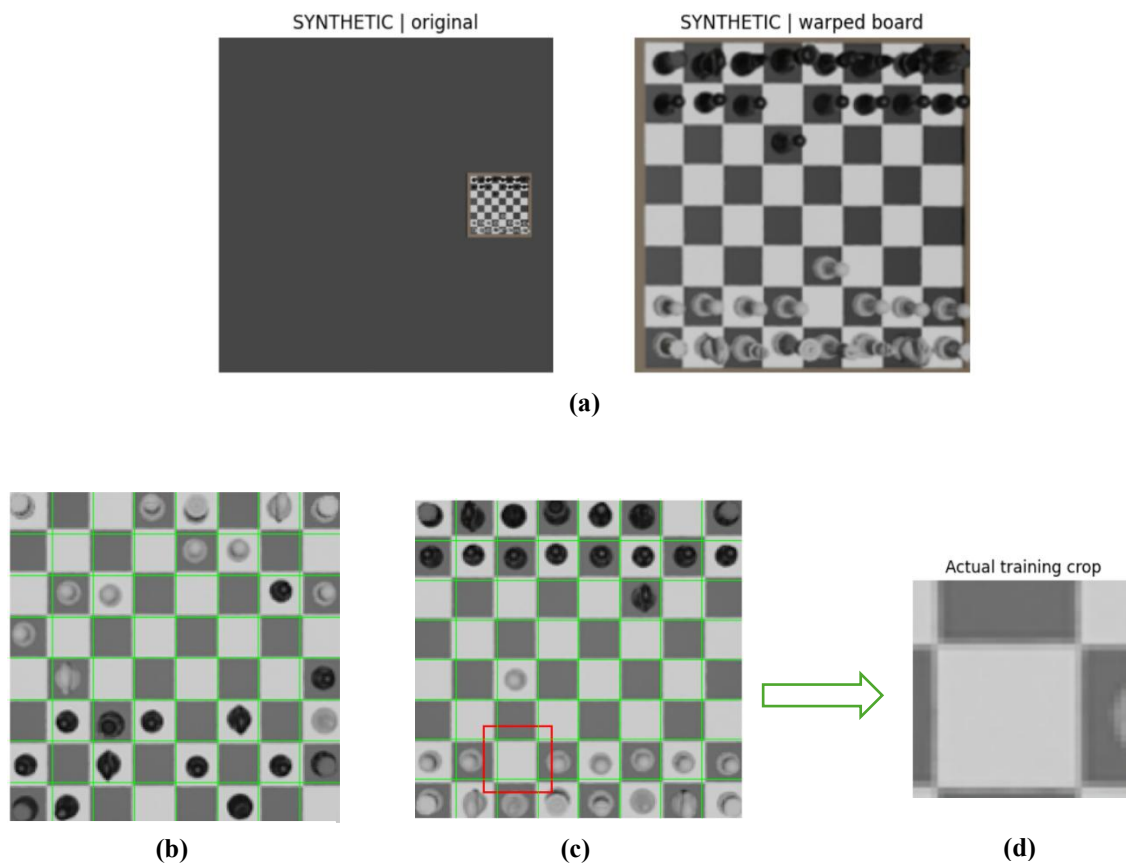 SYNTHETIC | original
SYNTHETIC | warped board
(a)
Actual training crop
(b)
(c)
(d)